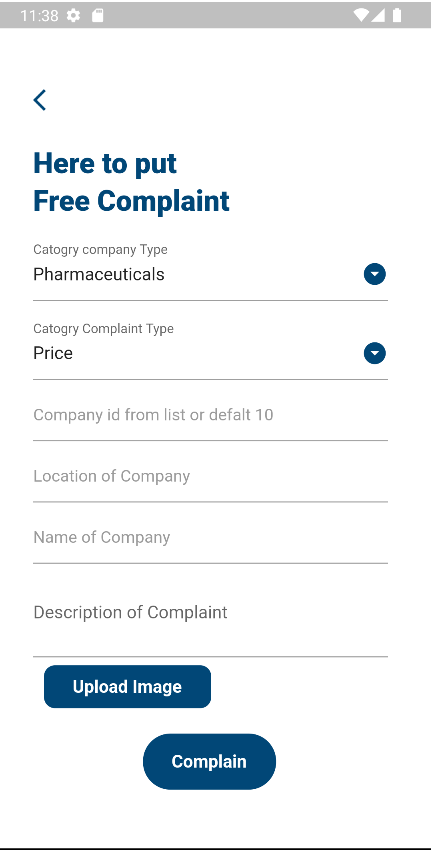 11:38
Here to put
Free Complaint
Catogry company Type
Pharmaceuticals
Catogry Complaint Type
Price
Company id from list or defalt 10
Location of Company
Name of Company
Description of Complaint
Upload Image
Complain